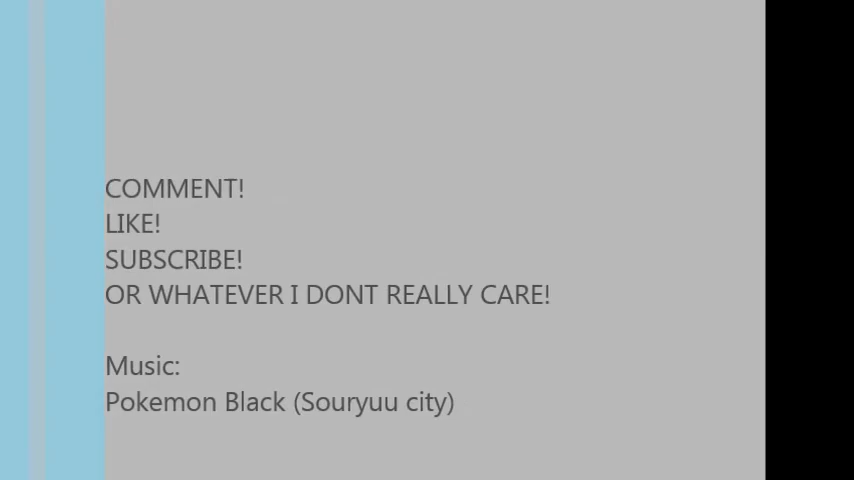 COMMENT!
LIKE!
SUBSCRIBE!
OR WHATEVER I DONT REALLY CARE!
Music:
Pokemon Black (Souryuu city)